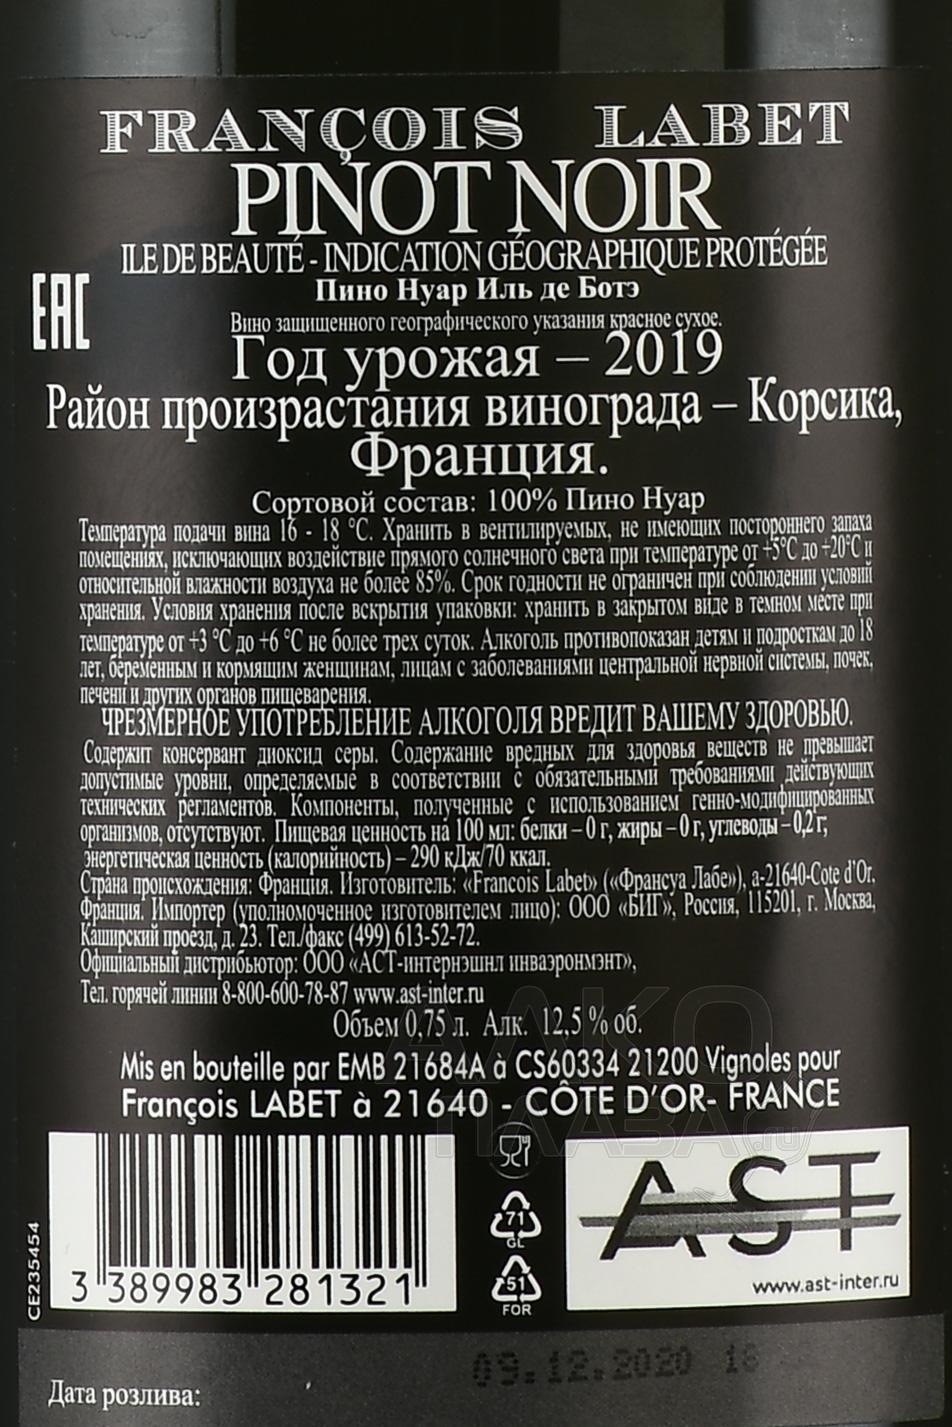 FRANÇOIS LABET
PINOT NOIR
ILE DE BEAUTÉ - INDICATION GÉOGRAPHIQUE PROTÉGÉE
Пино Нуар Иль де Ботэ
EAC
Вино защищенного географического указания красное сухое.
Год урожая – 2019
Район произрастания винограда – Корсика,
Франция.
Сортовой состав: 100% Пино Нуар
Температура подачи вина 16 - 18 °C. Хранить в вентилируемых, не имеющих постороннего запаха
помещениях, исключающих воздействие прямого солнечного света при температуре от +5°C до +20°C и
относительной влажности воздуха не более 85%. Срок годности не ограничен при соблюдении условий
хранения. Условия хранения после вскрытия упаковки: хранить в закрытом виде в темном месте при
температуре от +3 °C до +6 °C не более трех суток. Алкоголь противопоказан детям и подросткам до 18
лет, беременным и кормящим женщинам, лицам с заболеваниями центральной нервной системы, почек,
печени и других органов пищеварения.
ЧРЕЗМЕРНОЕ УПОТРЕБЛЕНИЕ АЛКОГОЛЯ ВРЕДИТ ВАШЕМУ ЗДОРОВЬЮ.
Содержит консервант диоксид серы. Содержание вредных для здоровья веществ не превышает
допустимые уровни, определяемые в соответствии с обязательными требованиями действующих
технических регламентов. Компоненты, полученные с использованием генно-модифицированных
организмов, отсутствуют. Пищевая ценность на 100 мл: белки – 0 г, жиры – 0 г, углеводы – 0,2 г;
энергетическая ценность (калорийность) – 290 кДж/70 ккал.
Страна происхождения: Франция. Изготовитель: «Francois Labet» («Франсуа Лабе»), a-21640-Cote d'Or,
Франция. Импортер (уполномоченное изготовителем лицо): ООО «БИГ», Россия, 115201, г. Москва,
Каширский проезд, д. 23. Тел./факс (499) 613-52-72.
Официальный дистрибьютор: ООО «АСТ-интернэшнл инваэронмэнт»,
Тел. горячей линии 8-800-600-78-87 www.ast-inter.ru
Объем 0,75 л. Алк. 12,5 % об.
Mis en bouteille par EMB 21684A à CS60334 21200 Vignoles pour
François LABET à 21640 - CÔTE D'OR- FRANCE
CE235454
3 389983 281321
71
GL
51
FOR
AST
www.ast-inter.ru
АЛКО
ПЛАЗА.ru
09.12.2020 16
Дата розлива: